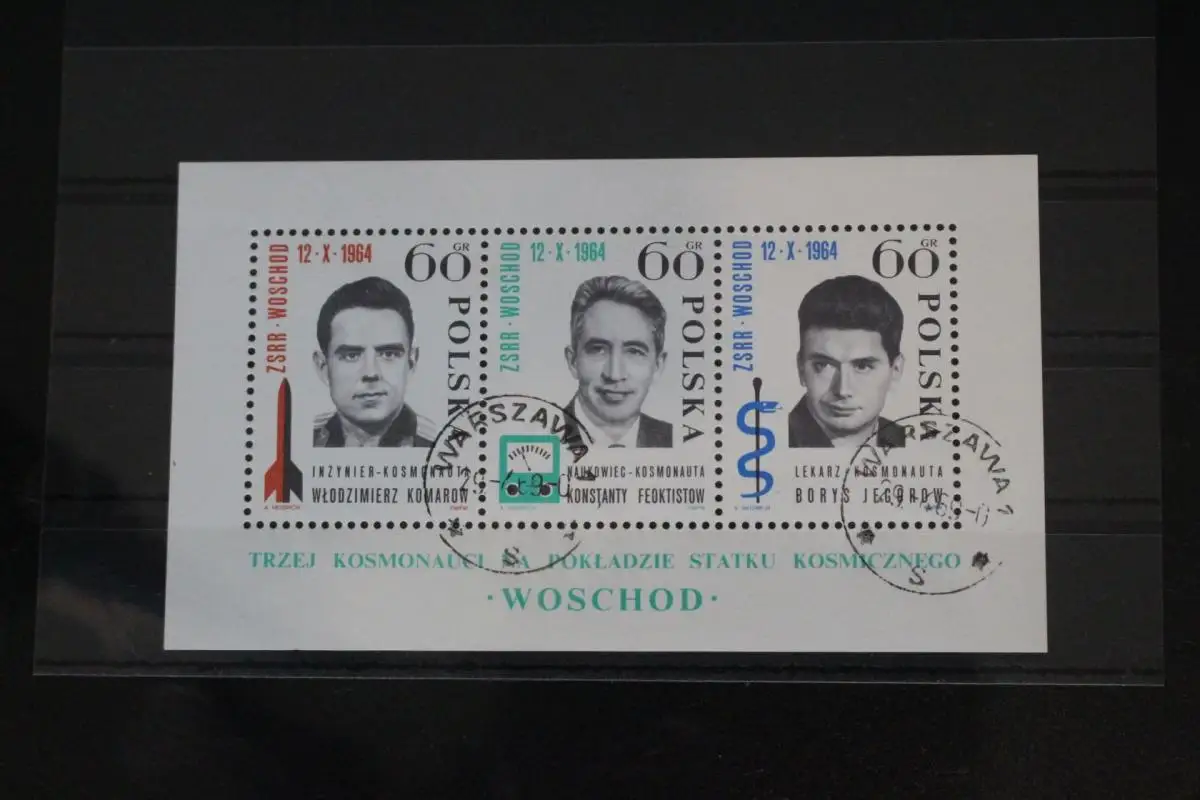 ZSRR · WOSCHOD
12 · X · 1964
60 GR
POLSKA
INŻYNIER - KOSMONAUTA
WŁODZIMIERZ KOMAROW
ZSRR · WOSCHOD
12 · X · 1964
60 GR
POLSKA
NAUKOWIEC - KOSMONAUTA
KONSTANTY FEOKTISTOW
ZSRR · WOSCHOD
12 · X · 1964
60 GR
POLSKA
LEKARZ - KOSMONAUTA
BORYS JEGOROW
WARSZAWA 1
S
WARSZAWA 1
S
TRZEJ KOSMONAUCI NA POKŁADZIE STATKU KOSMICZNEGO
· WOSCHOD ·